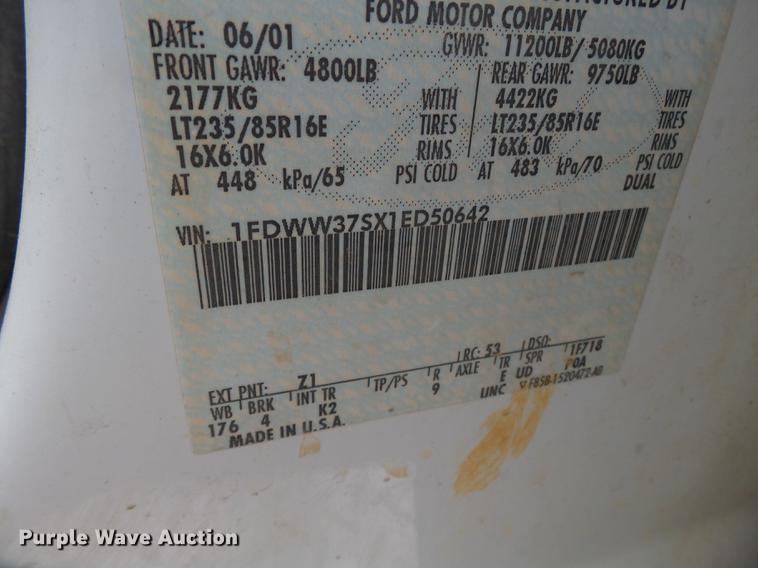 FORD MOTOR COMPANY
DATE: 06/01 GVWR: 11200LB/ 5080KG
FRONT GAWR: 4800LB REAR GAWR: 9750LB
2177KG WITH 4422KG WITH
LT235/85R16E TIRES LT235/85R16E TIRES
16X6.0K RIMS 16X6.0K RIMS
AT 448 kPa/65 PSI COLD AT 483 kPa/70 PSI COLD
DUAL
VIN: 1FDWW37SX1ED50642
EXT PNT: Z1 RC: 53 DSO: 1F718
WB BRK INT TR TP/PS R AXLE TR SPR
176 4 K2 9 E UD
MADE IN U.S.A. UNC F85B-1520472-AB
Purple Wave Auction